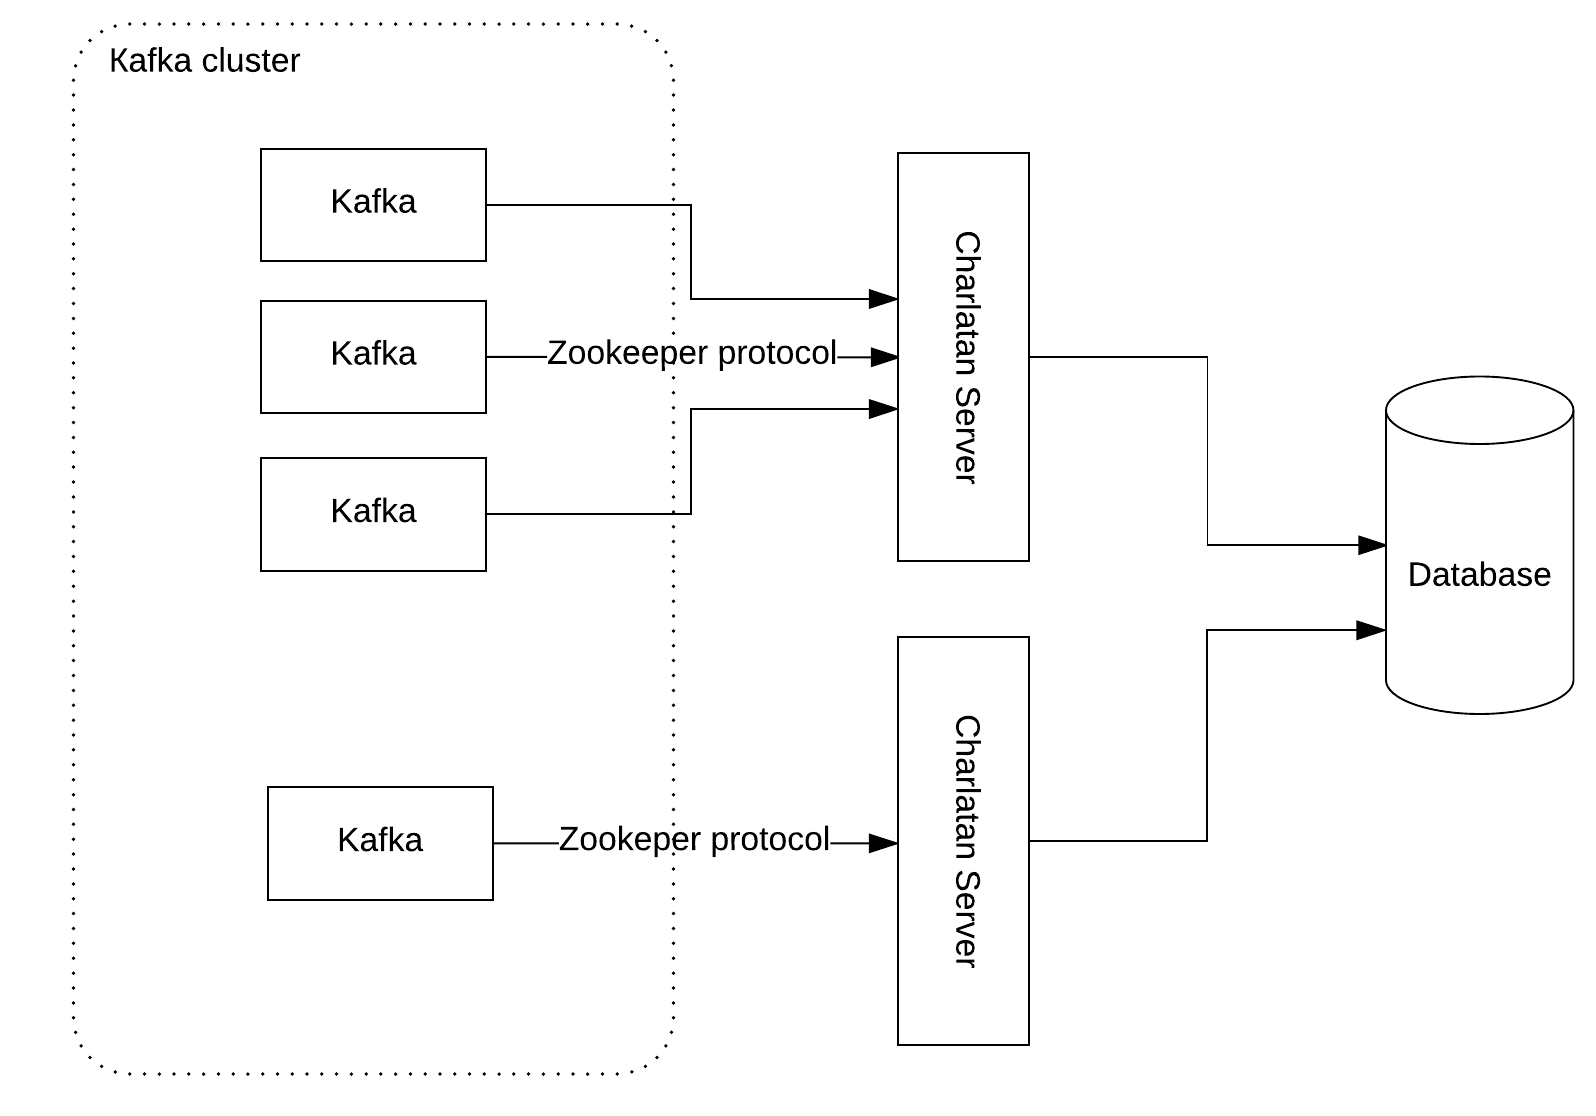 Kafka cluster
Kafka
Kafka
Zookeeper protocol
Kafka
Charlatan Server
Database
Kafka
Zookeper protocol
Charlatan Server